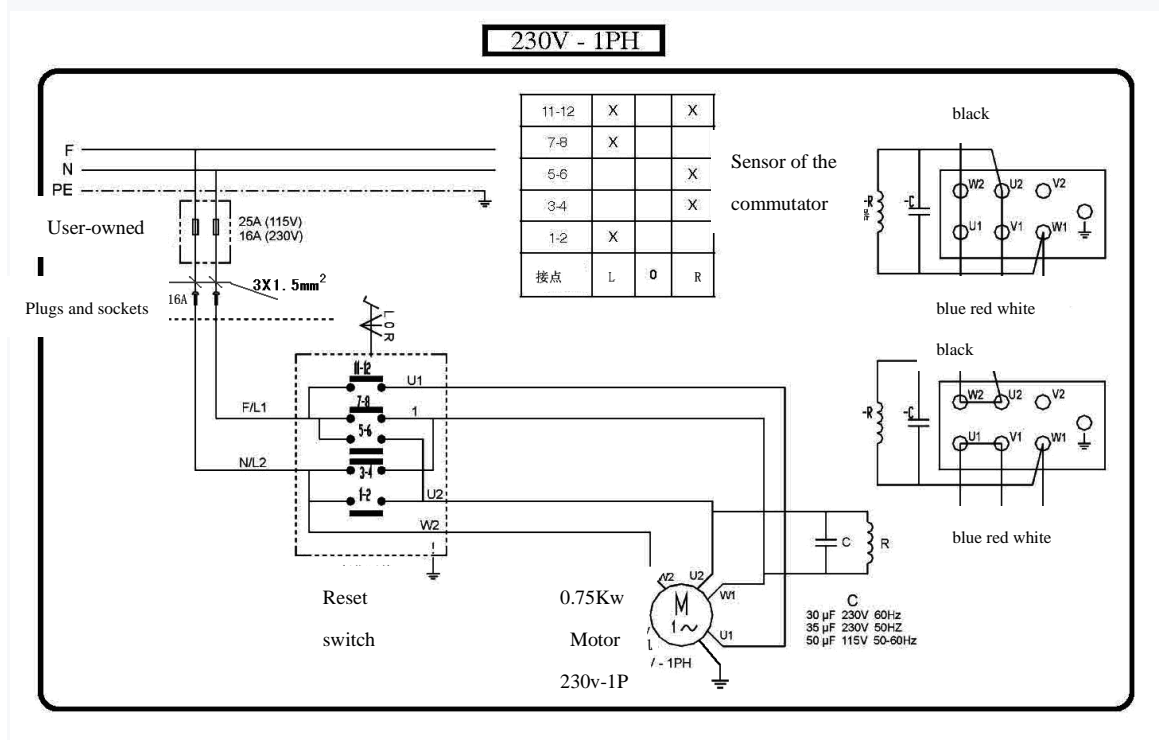 230V - 1PH
F
N
PE
User-owned
25A (115V)
16A (230V)
3X1.5mm²
16A
Plugs and sockets
11-12 X X
7-8 X
5-6 X
3-4 X
1-2 X
接点 L 0 R
Sensor of the
commutator
black
-R
-C
W2 U2 V2
U1 V1 W1
blue red white
black
-R
-C
W2 U2 V2
U1 V1 W1
blue red white
L O R
11-12
U1
7-8
F/L1
1
5-6
N/L2
3-4
1-2
U2
W2
Reset
switch
0.75Kw
Motor
230v-1P
W2 U2
W1
M
1~
U1
/ - 1PH
C
R
C
30 µF 230V 60Hz
35 µF 230V 50HZ
50 µF 115V 50-60Hz